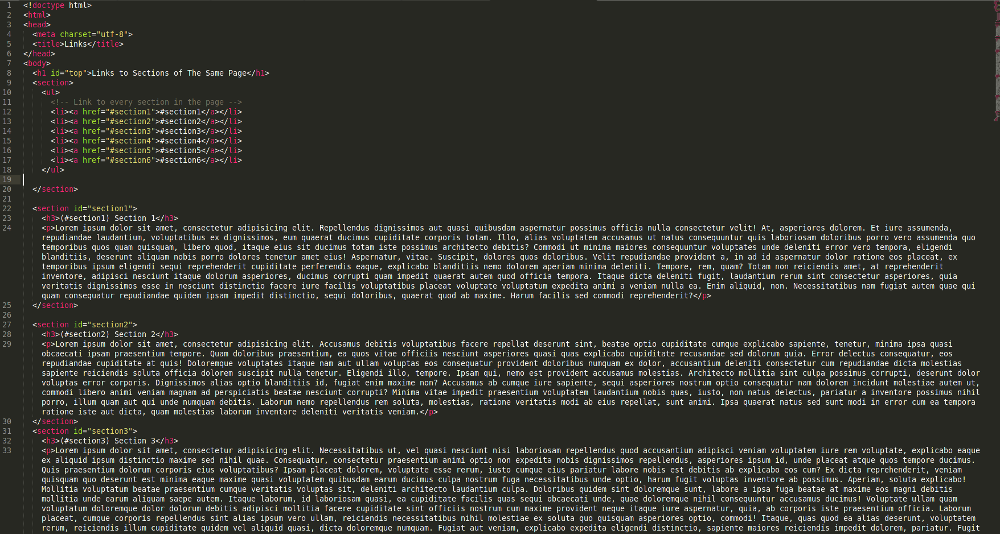 1 <!doctype html>
2 <html>
3 <head>
4 <meta charset="utf-8">
5 <title>Links</title>
6 </head>
7 <body>
8 <h1 id="top">Links to Sections of The Same Page</h1>
9 <section>
10 <ul>
11 <!-- Link to every section in the page -->
12 <li><a href="#section1">#section1</a></li>
13 <li><a href="#section2">#section2</a></li>
14 <li><a href="#section3">#section3</a></li>
15 <li><a href="#section4">#section4</a></li>
16 <li><a href="#section5">#section5</a></li>
17 <li><a href="#section6">#section6</a></li>
18 </ul>
19
20 </section>
21
22 <section id="section1">
23 <h3>(#section1) Section 1</h3>
24 <p>Lorem ipsum dolor sit amet, consectetur adipisicing elit. Repellendus dignissimos aut quasi quibusdam aspernatur possimus officia nulla consectetur velit! At, asperiores dolorem. Et iure assumenda,
repudiandae laudantium, voluptatibus ex dignissimos, eum quaerat ducimus cupiditate corporis totam. Illo, alias voluptatem accusamus ut natus consequuntur quis laboriosam doloribus porro vero assumenda quo
temporibus quos quam quisquam, libero quod, itaque eius sit ducimus totam iste possimus architecto debitis? Commodi ut minima maiores consequuntur voluptates unde deleniti error vero tempora, eligendi
blanditiis, deserunt aliquam nobis porro dolores tenetur amet eius! Aspernatur, vitae. Suscipit, dolores quos doloribus. Velit repudiandae provident a, in ad id aspernatur dolor ratione eos placeat, ex
temporibus ipsum eligendi sequi reprehenderit cupiditate perferendis eaque, explicabo blanditiis nemo dolorem aperiam minima deleniti. Tempore, rem, quam? Totam non reiciendis amet, at reprehenderit
inventore, adipisci nesciunt itaque dolorum asperiores, ducimus corrupti quam impedit quaerat autem quod officia tempora. Itaque dicta deleniti fugit, laudantium rerum sint consectetur asperiores, quia
veritatis dignissimos esse in nesciunt distinctio facere iure facilis voluptatibus placeat voluptate voluptatum expedita animi a veniam nulla ea. Enim aliquid, non. Necessitatibus nam fugiat autem quae qui
quam consequatur repudiandae quidem ipsam impedit distinctio, sequi doloribus, quaerat quod ab maxime. Harum facilis sed commodi reprehenderit?</p>
25 </section>
26
27 <section id="section2">
28 <h3>(#section2) Section 2</h3>
29 <p>Lorem ipsum dolor sit amet, consectetur adipisicing elit. Accusamus debitis voluptatibus facere repellat deserunt sint, beatae optio cupiditate cumque explicabo sapiente, tenetur, minima ipsa quasi
obcaecati ipsam praesentium tempore. Quam doloribus praesentium, ea quos vitae officiis nesciunt asperiores quasi quas explicabo cupiditate recusandae sed dolorum quia. Error delectus consequatur, eos
repudiandae cupiditate at quis! Doloremque voluptates itaque nam aut ullam voluptas eos consequatur provident doloribus numquam ex dolor, accusantium deleniti consectetur cum repudiandae dicta molestias
sapiente reiciendis soluta officia dolorem suscipit nulla tenetur. Eligendi illo, tempore. Ipsam qui, nemo est provident accusamus molestias. Architecto mollitia sint culpa possimus corrupti, deserunt dolor
voluptas error corporis. Dignissimos alias optio blanditiis id, fugiat enim maxime non? Accusamus ab cumque iure sapiente, sequi asperiores nostrum optio consequatur nam dolorem incidunt molestiae autem ut,
commodi libero animi veniam magnam ad perspiciatis beatae nesciunt corrupti? Minima vitae impedit praesentium voluptatem laudantium nobis quas, iusto, non natus delectus, pariatur a inventore possimus nihil
porro, illum quam aut qui unde numquam debitis. Laborum nemo repellendus rem soluta, molestias, ratione veritatis modi ab eius repellat, sunt animi. Ipsa quaerat natus sed sunt modi in error cum ea tempora
ratione iste aut dicta, quam molestias laborum inventore deleniti veritatis veniam.</p>
30 </section>
31 <section id="section3">
32 <h3>(#section3) Section 3</h3>
33 <p>Lorem ipsum dolor sit amet, consectetur adipisicing elit. Necessitatibus ut, vel quasi nesciunt nisi laboriosam repellendus quod accusantium adipisci veniam voluptatem iure rem voluptate, explicabo eaque
ex aliquid ipsum distinctio maxime sed nihil quae. Consequatur, consectetur praesentium animi optio non expedita nobis dignissimos repellendus, asperiores ipsum id, unde placeat atque quos tempore ducimus.
Quis praesentium dolorum corporis eius voluptatibus? Ipsam placeat dolorem, voluptate esse rerum, iusto cumque eius pariatur labore nobis est debitis ab explicabo eos cum? Ex dicta reprehenderit, veniam
quisquam quo deserunt est minima eaque maxime quasi voluptatem quibusdam earum ducimus culpa nostrum fuga necessitatibus unde optio, harum fugit voluptas inventore ab possimus. Aperiam, soluta explicabo!
Mollitia voluptatum beatae praesentium cumque veritatis voluptas sit, deleniti architecto laudantium culpa. Doloribus quidem sint doloremque sunt, labore a ipsa fuga beatae at maxime eos magni debitis
mollitia unde earum aliquam saepe autem. Itaque laborum, id laboriosam quasi, ea cupiditate facilis quas sequi obcaecati unde, quae doloremque nihil consequuntur accusamus ducimus! Voluptate ullam quam
voluptatum doloremque dolor dolorum debitis adipisci mollitia facere cupiditate sint officiis nostrum cum maxime provident neque itaque iure aspernatur, quia, ab corporis iste praesentium officia. Laborum
placeat, cumque corporis repellendus sint alias ipsum vero ullam, reiciendis necessitatibus nihil molestiae ex soluta quo quisquam asperiores optio, commodi! Itaque, quas quod ea alias deserunt, voluptatem
rerum, reiciendis illum cupiditate quidem vel aliquid quasi, dicta doloremque numquam. Fugiat aut veniam, explicabo expedita eligendi distinctio, sapiente maiores reiciendis impedit dolorem, pariatur. Fugit